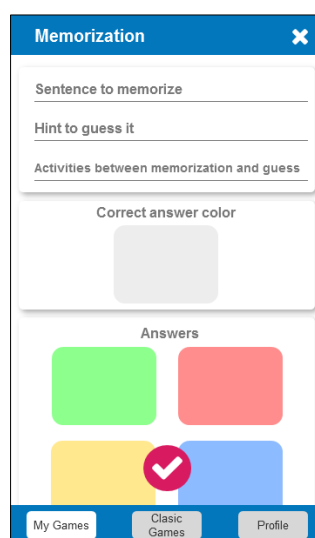 Memorization
Sentence to memorize
Hint to guess it
Activities between memorization and guess
Correct answer color
Answers
My Games
Clasic
Games
Profile